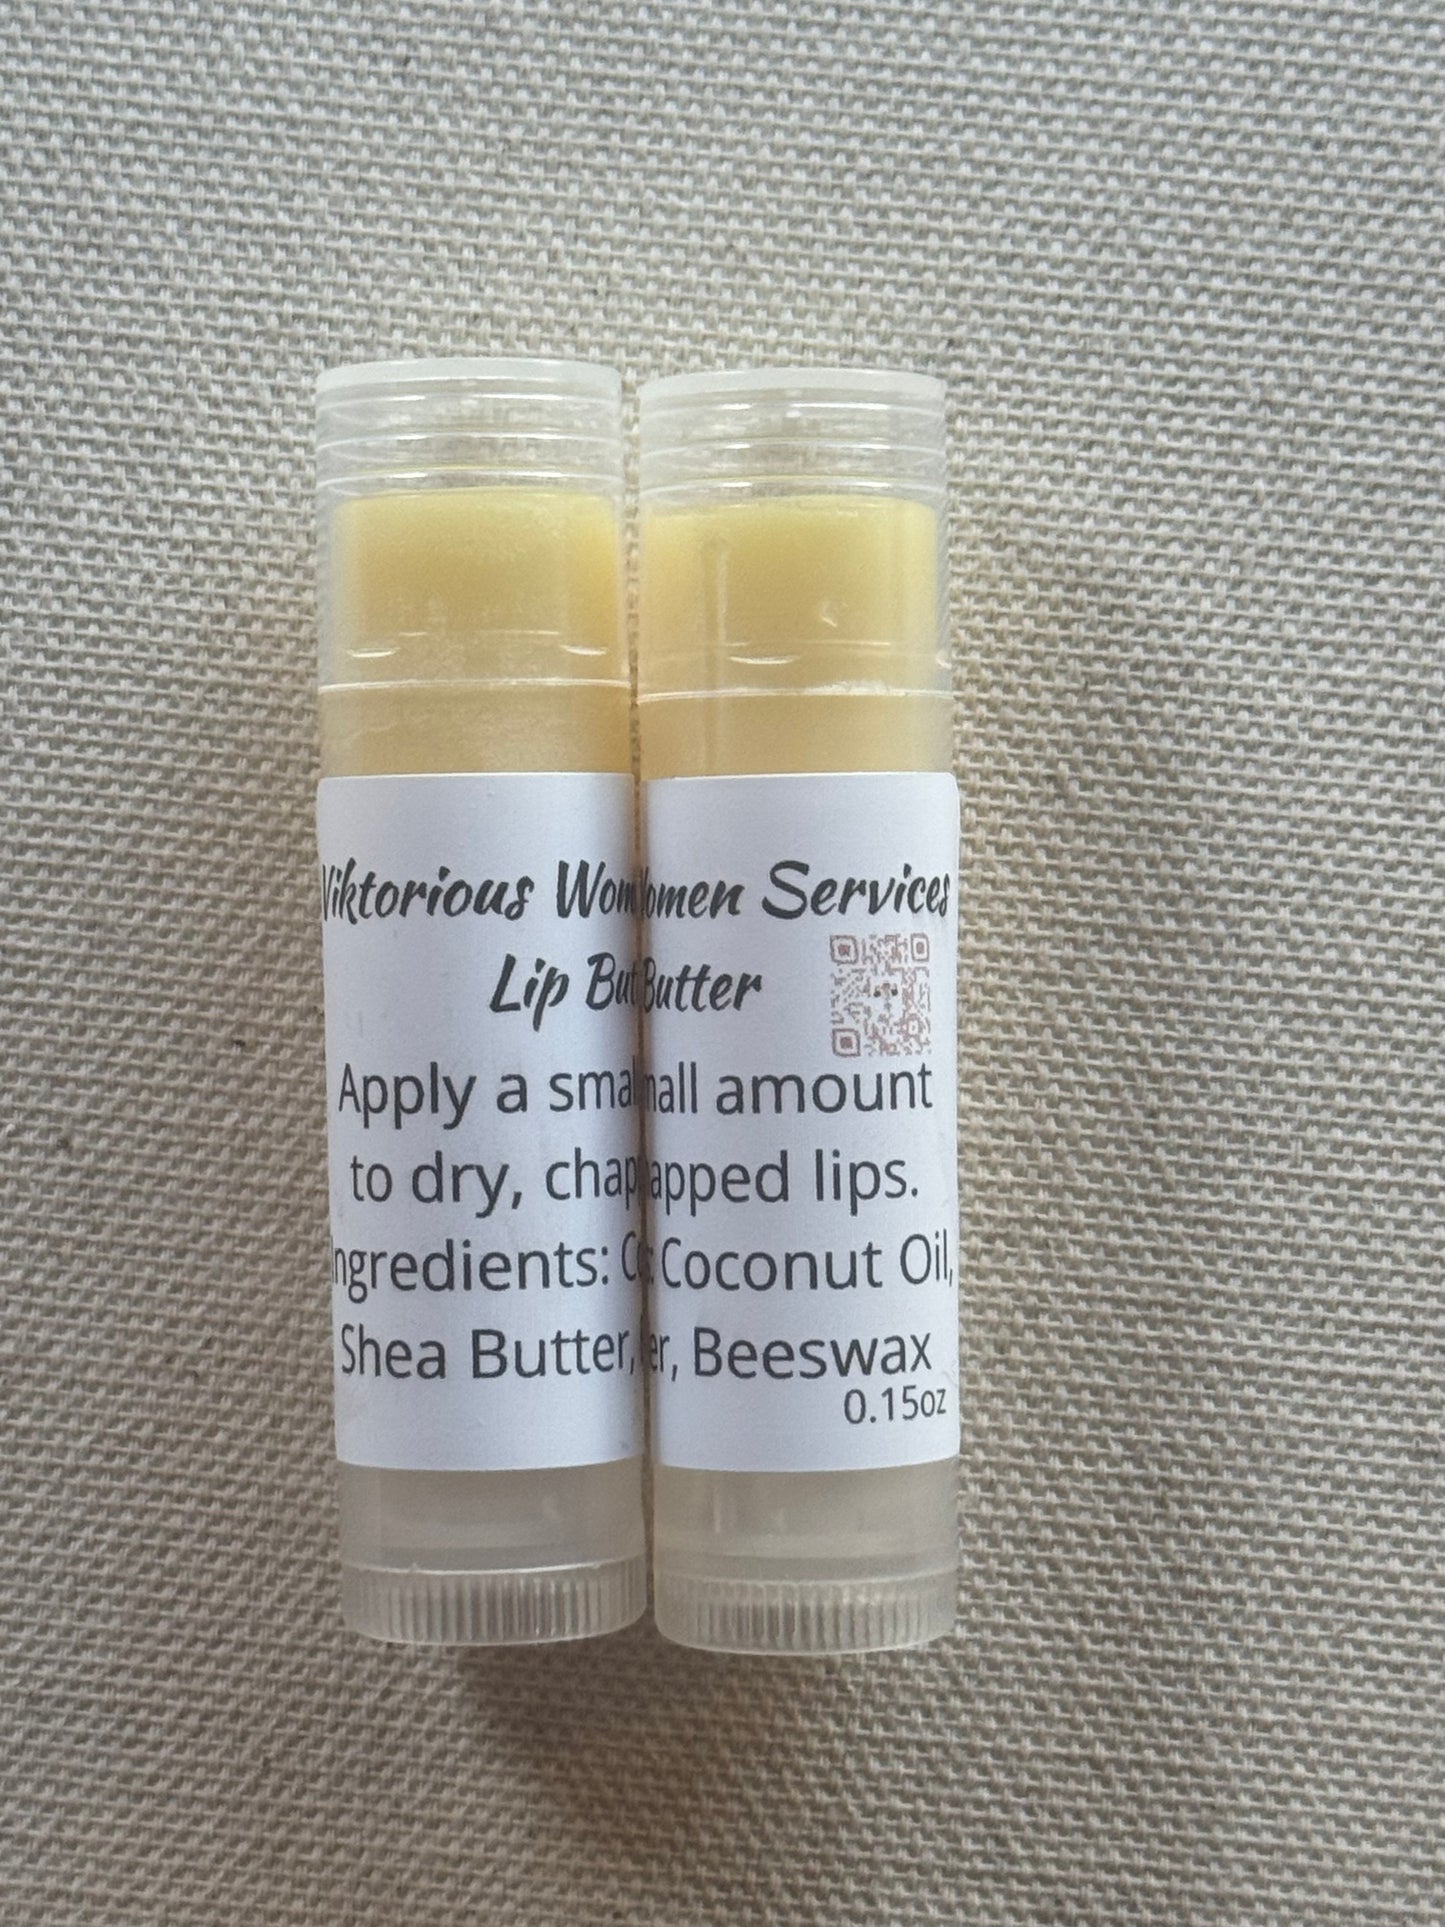 Viktorious Wom
Lip But
Apply a smal
to dry, chap
ngredients: C
Shea Butter,
omen Services
Butter
mall amount
apped lips.
: Coconut Oil,
er, Beeswax
0.15oz